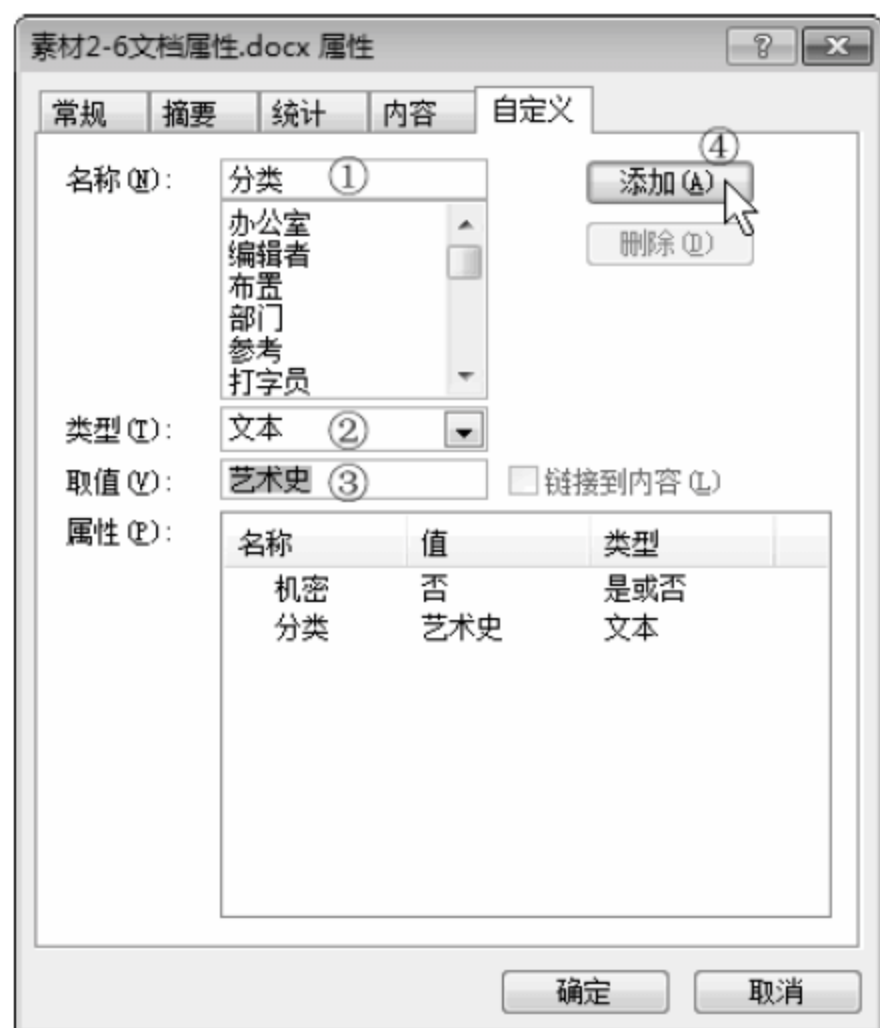 素材2-6文档属性.docx 属性
常规 摘要 统计 内容 自定义
④
名称(N): 分类 ① 添加(A)
办公室
删除(D)
编辑者
布置
部门
参考
打字员
类型(T): 文本 ②
取值(V): 艺术史 ③ 链接到内容(L)
属性(P):
名称 值 类型
机密 否 是或否
分类 艺术史 文本
确定 取消